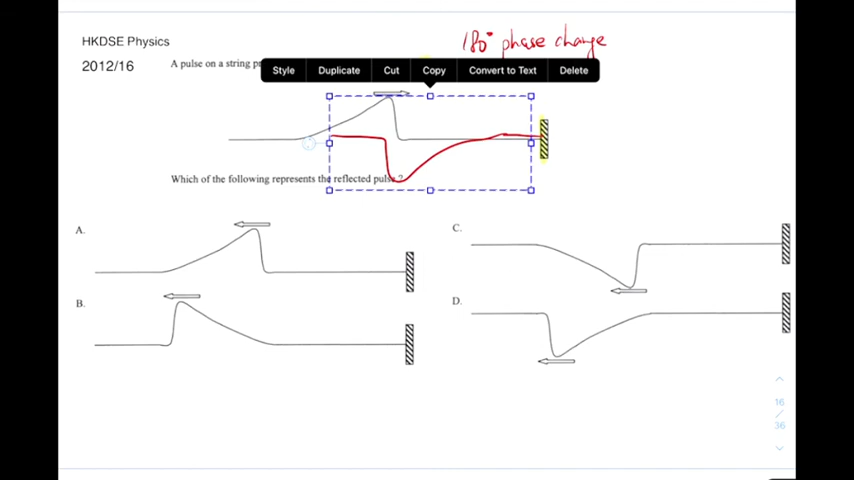 HKDSE Physics
180° phase change
2012/16
A pulse on a string pr
Style Duplicate Cut Copy Convert to Text Delete
Which of the following represents the reflected pulse ?
A.
C.
B.
D.
16
/
36